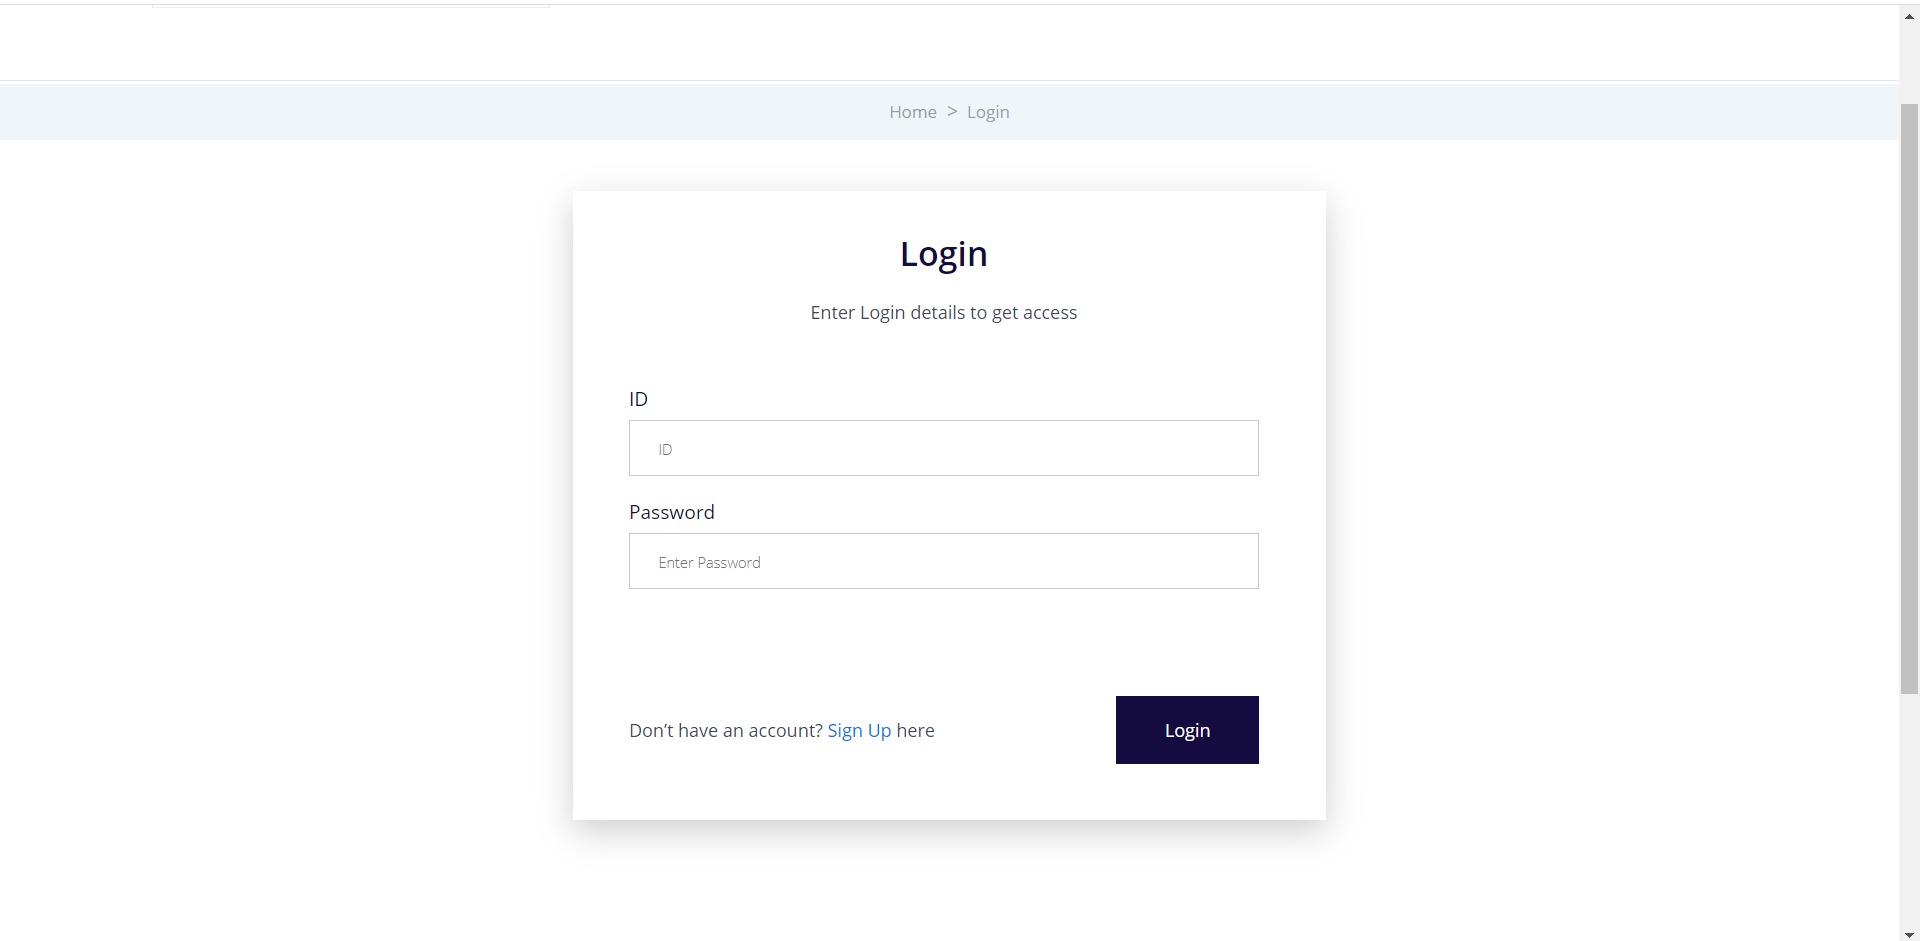 Home > Login
Login
Enter Login details to get access
ID
ID
Password
Enter Password
Don’t have an account? Sign Up here
Login